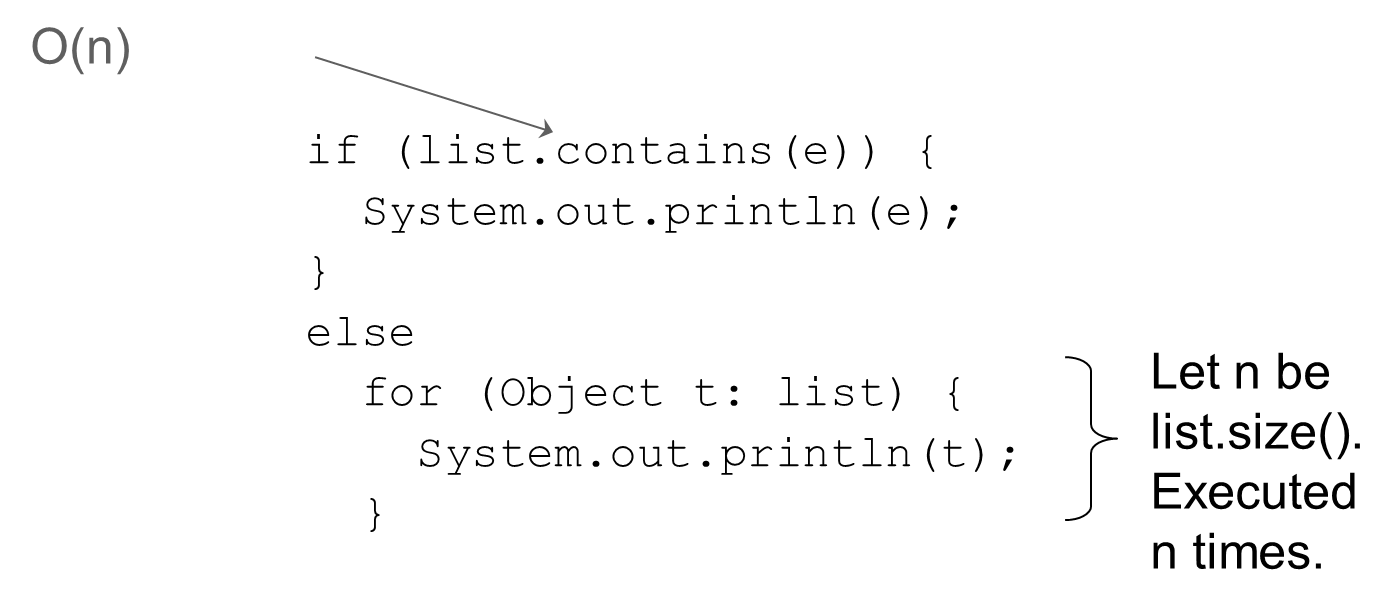 O(n)
if (list.contains(e)) {
  System.out.println(e);
}
else
  for (Object t: list) {
    System.out.println(t);
  }
Let n be
list.size().
Executed
n times.